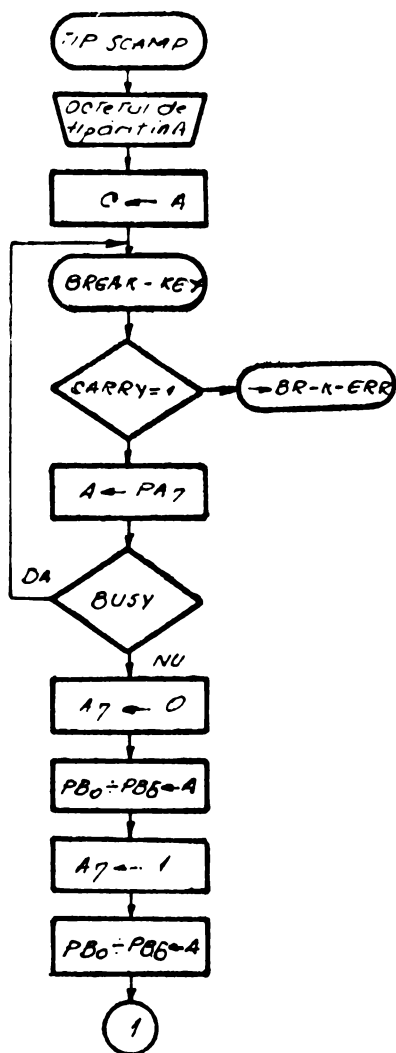 TIP SCAMP
Octetul de
tipărit în A
C ← A
BREAK-KEY
CARRY=1
→BR-K-ERR
A ← PA7
DA
BUSY
NU
A7 ← 0
PB0÷PB6←A
A7 ← 1
PB0÷PB6←A
1